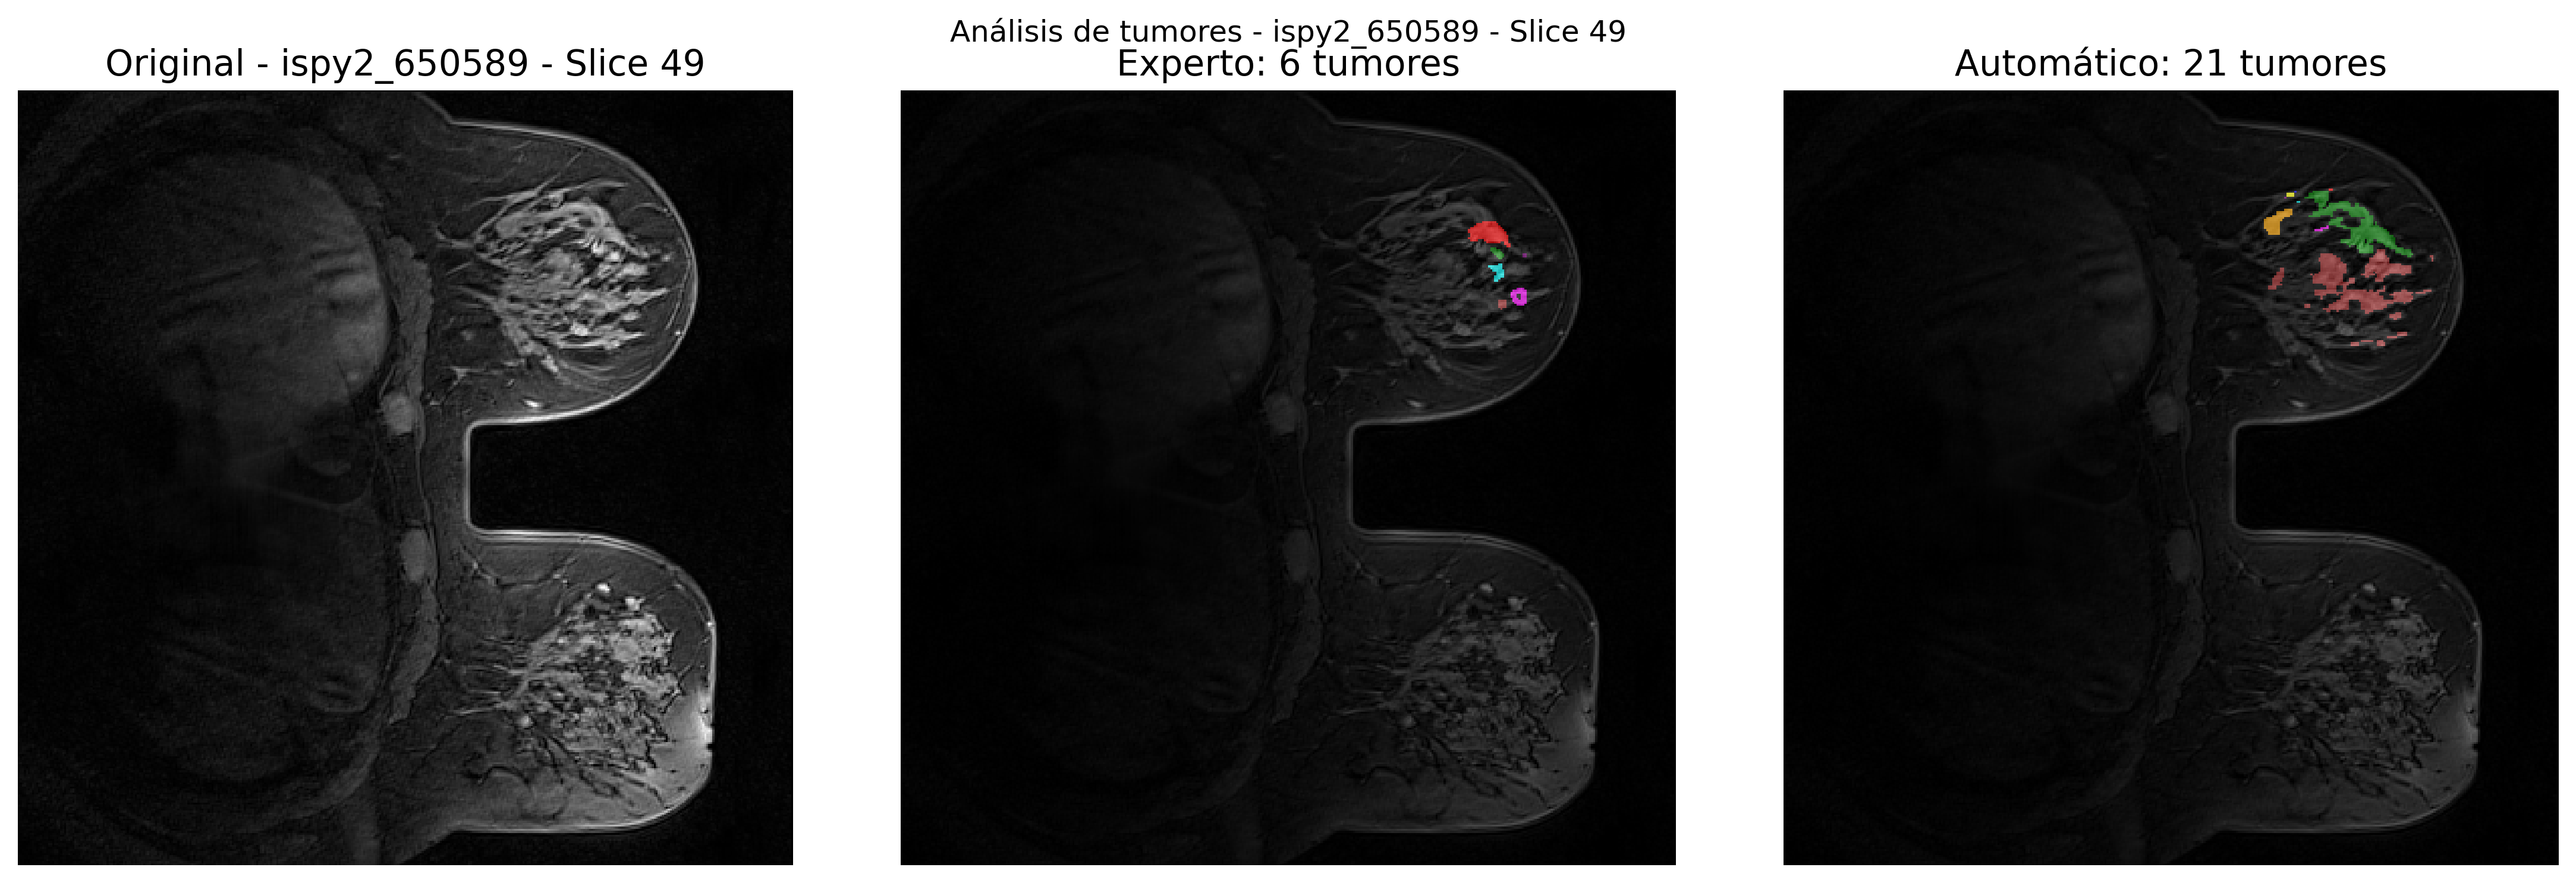 Análisis de tumores - ispy2_650589 - Slice 49
Original - ispy2_650589 - Slice 49
Experto: 6 tumores
Automático: 21 tumores